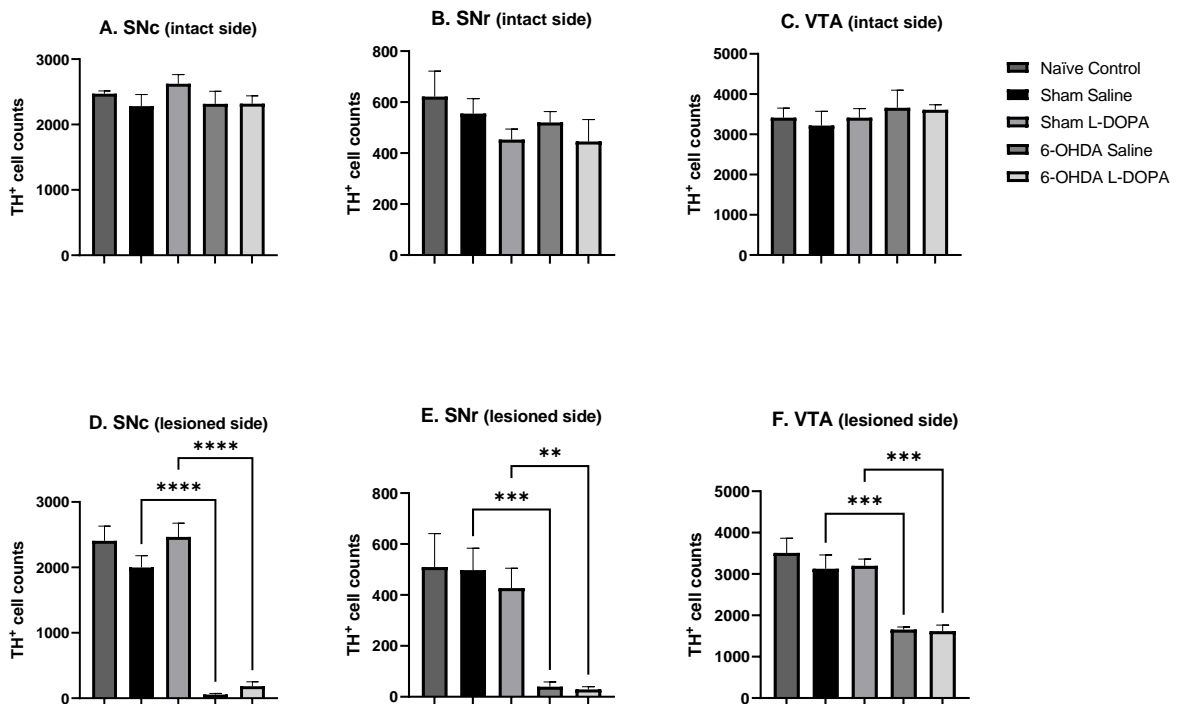 A. SNc (intact side)
TH⁺ cell counts
3000
2000
1000
0
B. SNr (intact side)
TH⁺ cell counts
800
600
400
200
0
C. VTA (intact side)
TH⁺ cell counts
5000
4000
3000
2000
1000
0
Naïve Control
Sham Saline
Sham L-DOPA
6-OHDA Saline
6-OHDA L-DOPA
D. SNc (lesioned side)
****
****
TH⁺ cell counts
3000
2000
1000
0
E. SNr (lesioned side)
**
***
TH⁺ cell counts
800
600
400
200
0
F. VTA (lesioned side)
***
***
TH⁺ cell counts
5000
4000
3000
2000
1000
0